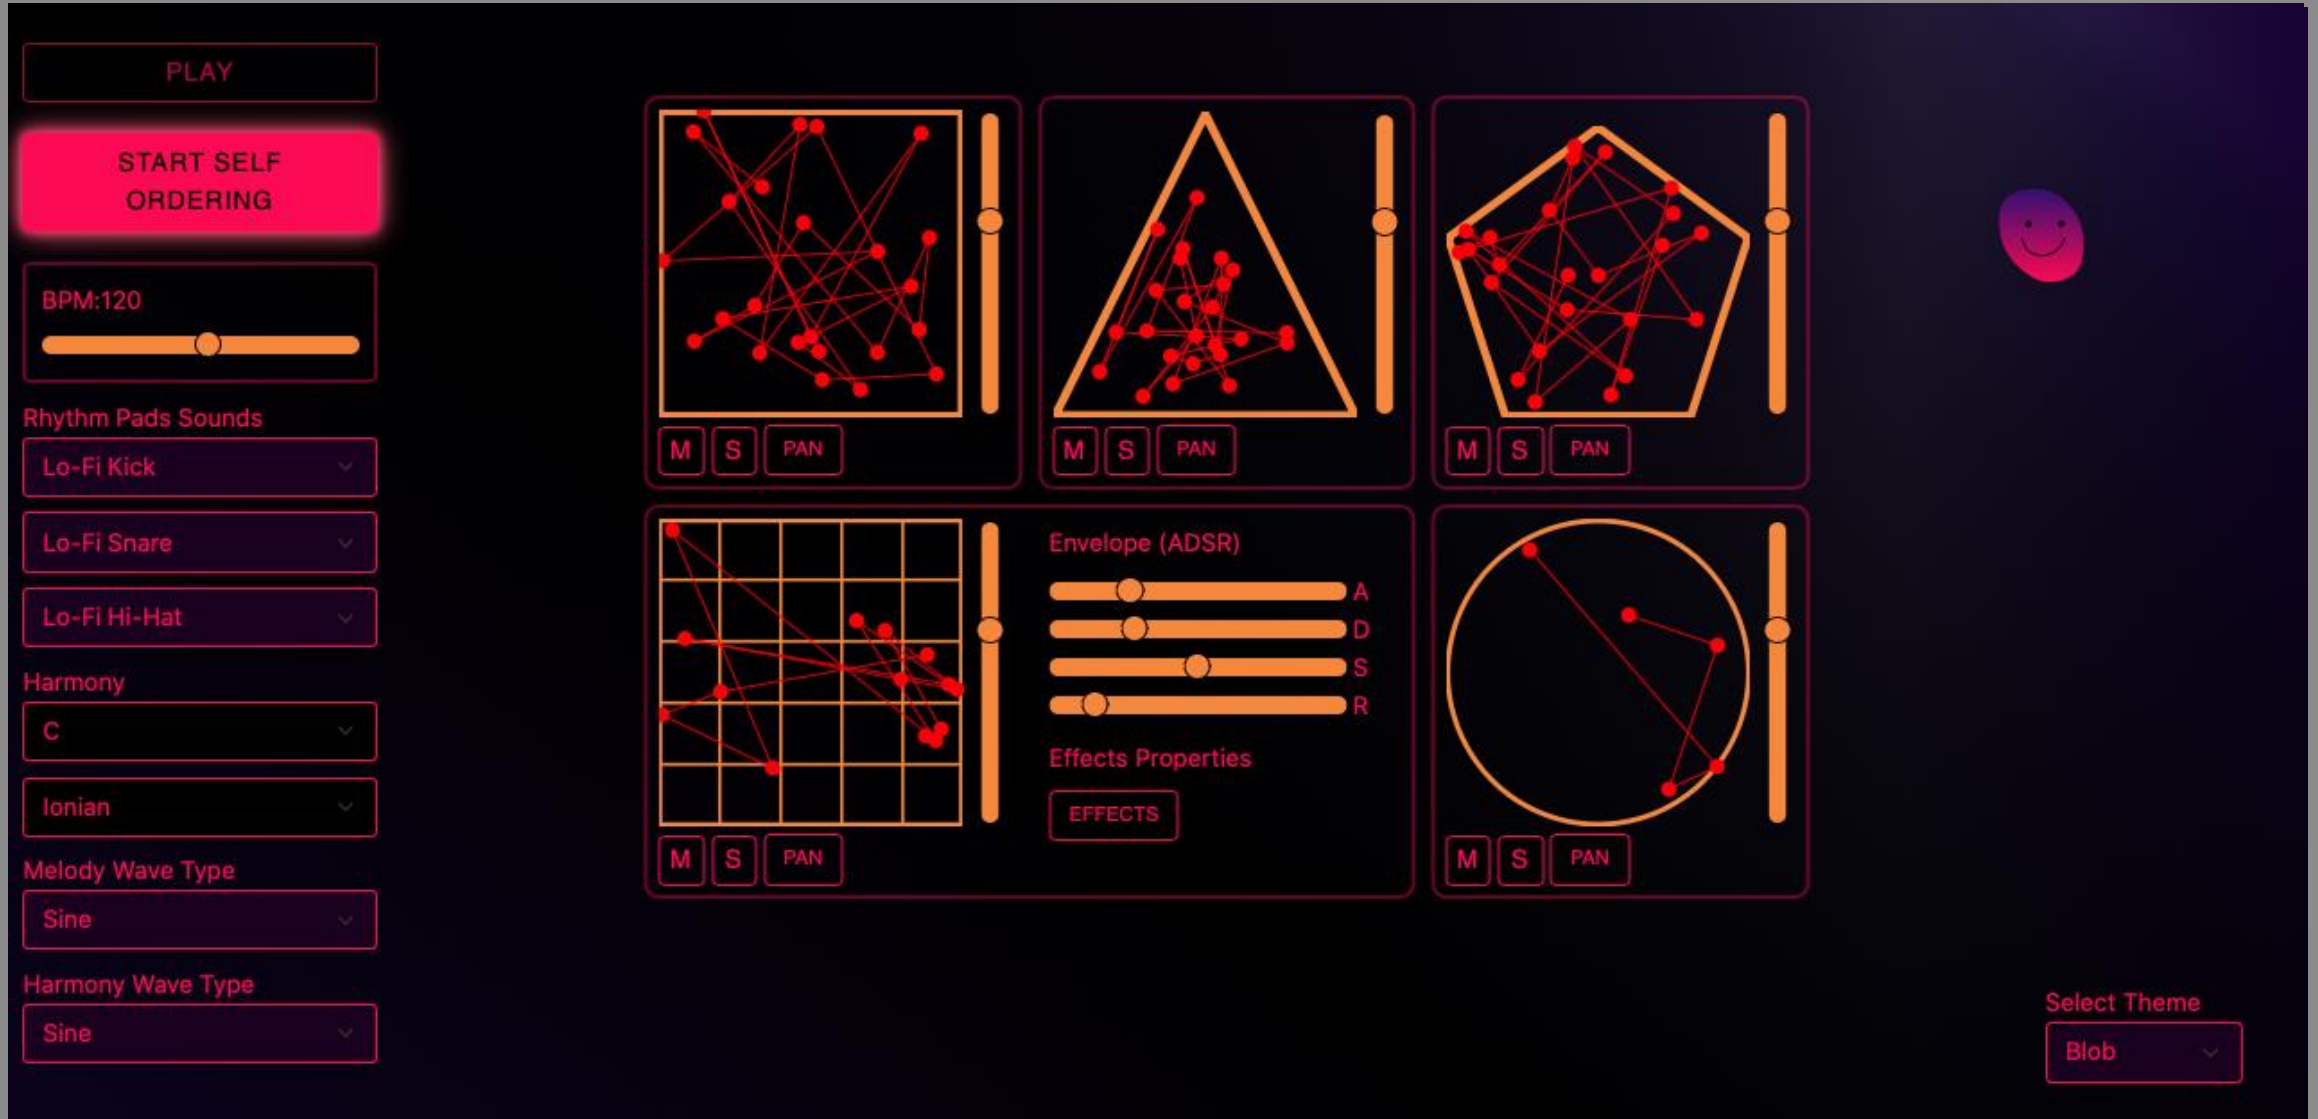 PLAY
START SELF
ORDERING
BPM:120
Rhythm Pads Sounds
Lo-Fi Kick
Lo-Fi Snare
Lo-Fi Hi-Hat
Harmony
C
Ionian
Melody Wave Type
Sine
Harmony Wave Type
Sine
M S PAN
M S PAN
M S PAN
M S PAN
Envelope (ADSR)
A
D
S
R
Effects Properties
EFFECTS
M S PAN
Select Theme
Blob